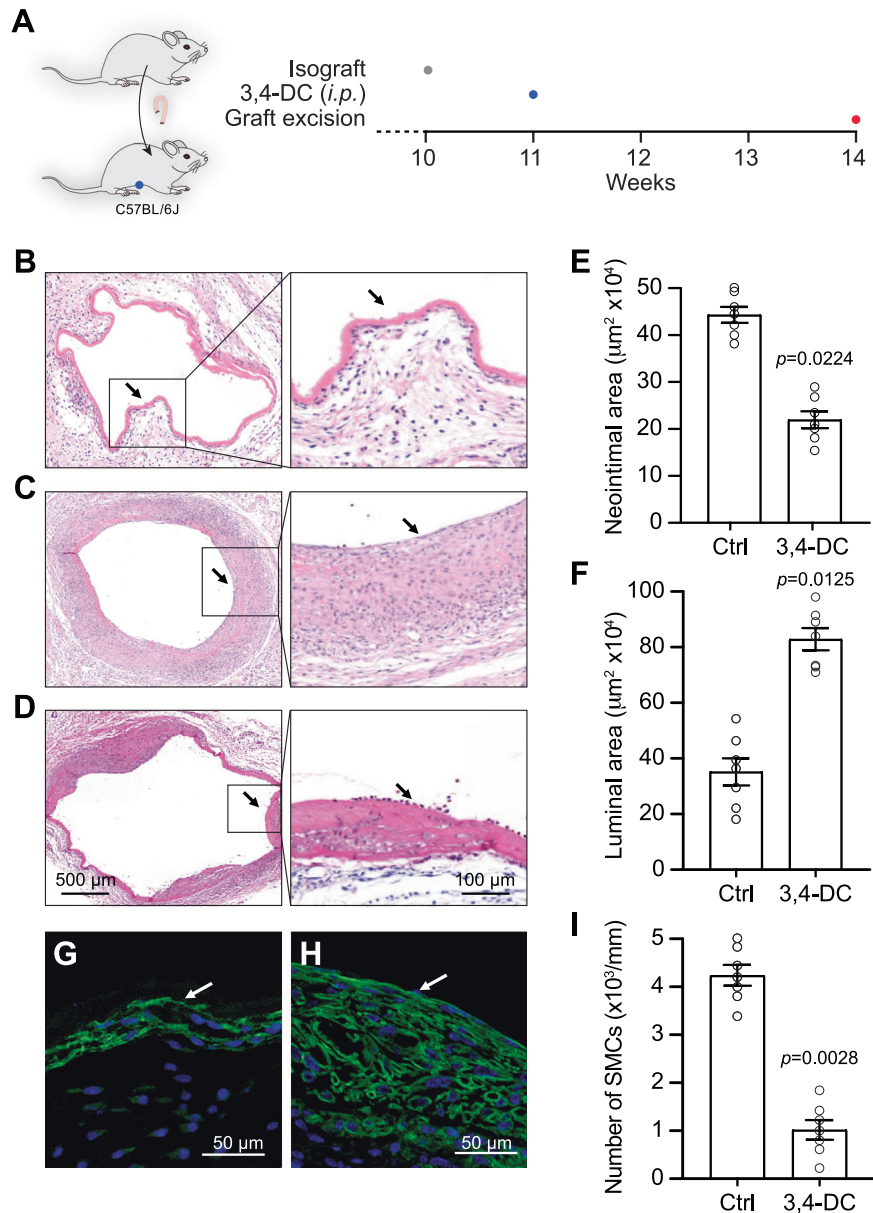 A
Isograft
3,4-DC (i.p.)
Graft excision
10 11 12 13 14
Weeks
C57BL/6J
B
C
D
500 µm
100 µm
E
Neointimal area (µm² x10⁴)
50
40
30
20
10
0
p=0.0224
Ctrl 3,4-DC
F
Luminal area (µm² x10⁴)
100
80
60
40
20
0
p=0.0125
Ctrl 3,4-DC
G
50 µm
H
50 µm
I
Number of SMCs (x10³/mm)
5
4
3
2
1
0
p=0.0028
Ctrl 3,4-DC